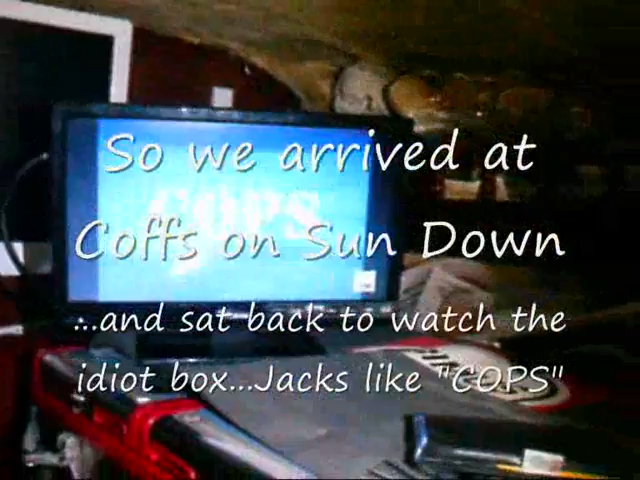 COPS
So we arrived at
Coffs on Sun Down
...and sat back to watch the
idiot box...Jacks like "COPS"